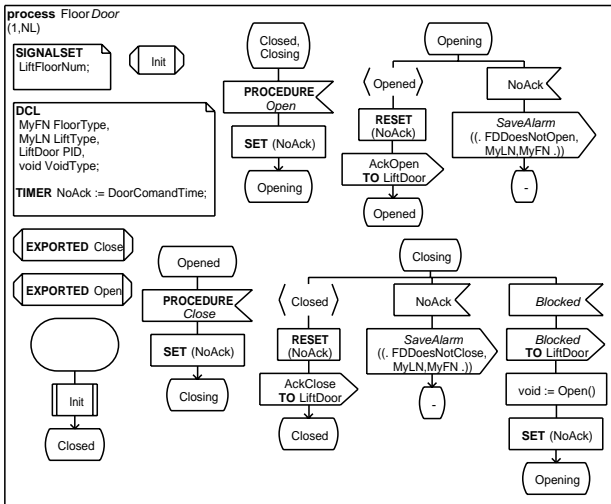 process Floor Door
(1,NL)
SIGNALSET
LiftFloorNum;
Init
DCL
MyFN FloorType,
MyLN LiftType,
LiftDoor PID,
void VoidType;
TIMER NoAck := DoorComandTime;
EXPORTED Close
EXPORTED Open
Init
Closed
Closed,
Closing
PROCEDURE
Open
SET (NoAck)
Opening
Opening
Opened
RESET
(NoAck)
AckOpen
TO LiftDoor
Opened
NoAck
SaveAlarm
((. FDDoesNotOpen,
MyLN,MyFN .))
-
Opened
PROCEDURE
Close
SET (NoAck)
Closing
Closing
Closed
RESET
(NoAck)
AckClose
TO LiftDoor
Closed
NoAck
SaveAlarm
((. FDDoesNotClose,
MyLN,MyFN .))
-
Blocked
Blocked
TO LiftDoor
void := Open()
SET (NoAck)
Opening